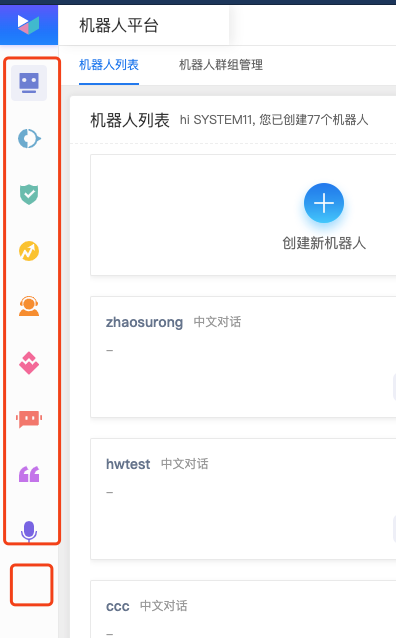 机器人平台
机器人列表 机器人群组管理
机器人列表 hi SYSTEM11, 您已创建77个机器人
创建新机器人
zhaosurong 中文对话
–
hwtest 中文对话
–
ccc 中文对话
–